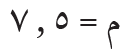 م = ٧,٥